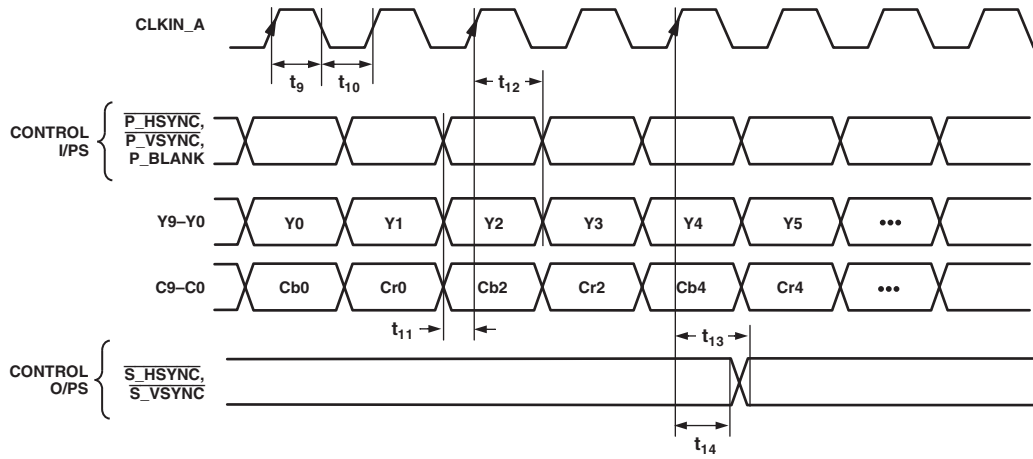 CLKIN_A
t9
t10
t12
CONTROL
I/PS
P_HSYNC,
P_VSYNC,
P_BLANK
Y9–Y0
Y0
Y1
Y2
Y3
Y4
Y5
•••
C9–C0
Cb0
Cr0
Cb2
Cr2
Cb4
Cr4
•••
t11
t13
CONTROL
O/PS
S_HSYNC,
S_VSYNC
t14